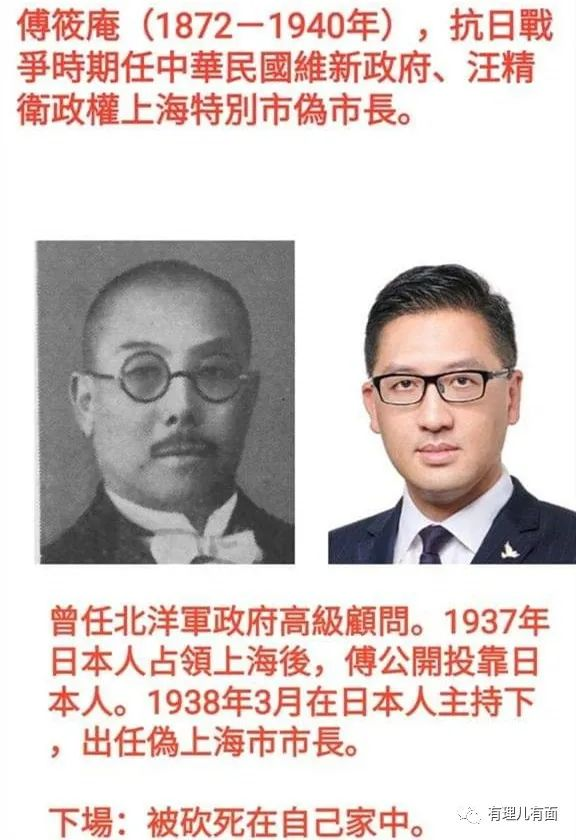 傅筱庵（1872－1940年），抗日戰
爭時期任中華民國維新政府、汪精
衛政權上海特別市偽市長。
曾任北洋軍政府高級顧問。1937年
日本人占領上海後，傅公開投靠日
本人。1938年3月在日本人主持下
，出任偽上海市市長。
下場：被砍死在自己家中。
有理儿有面